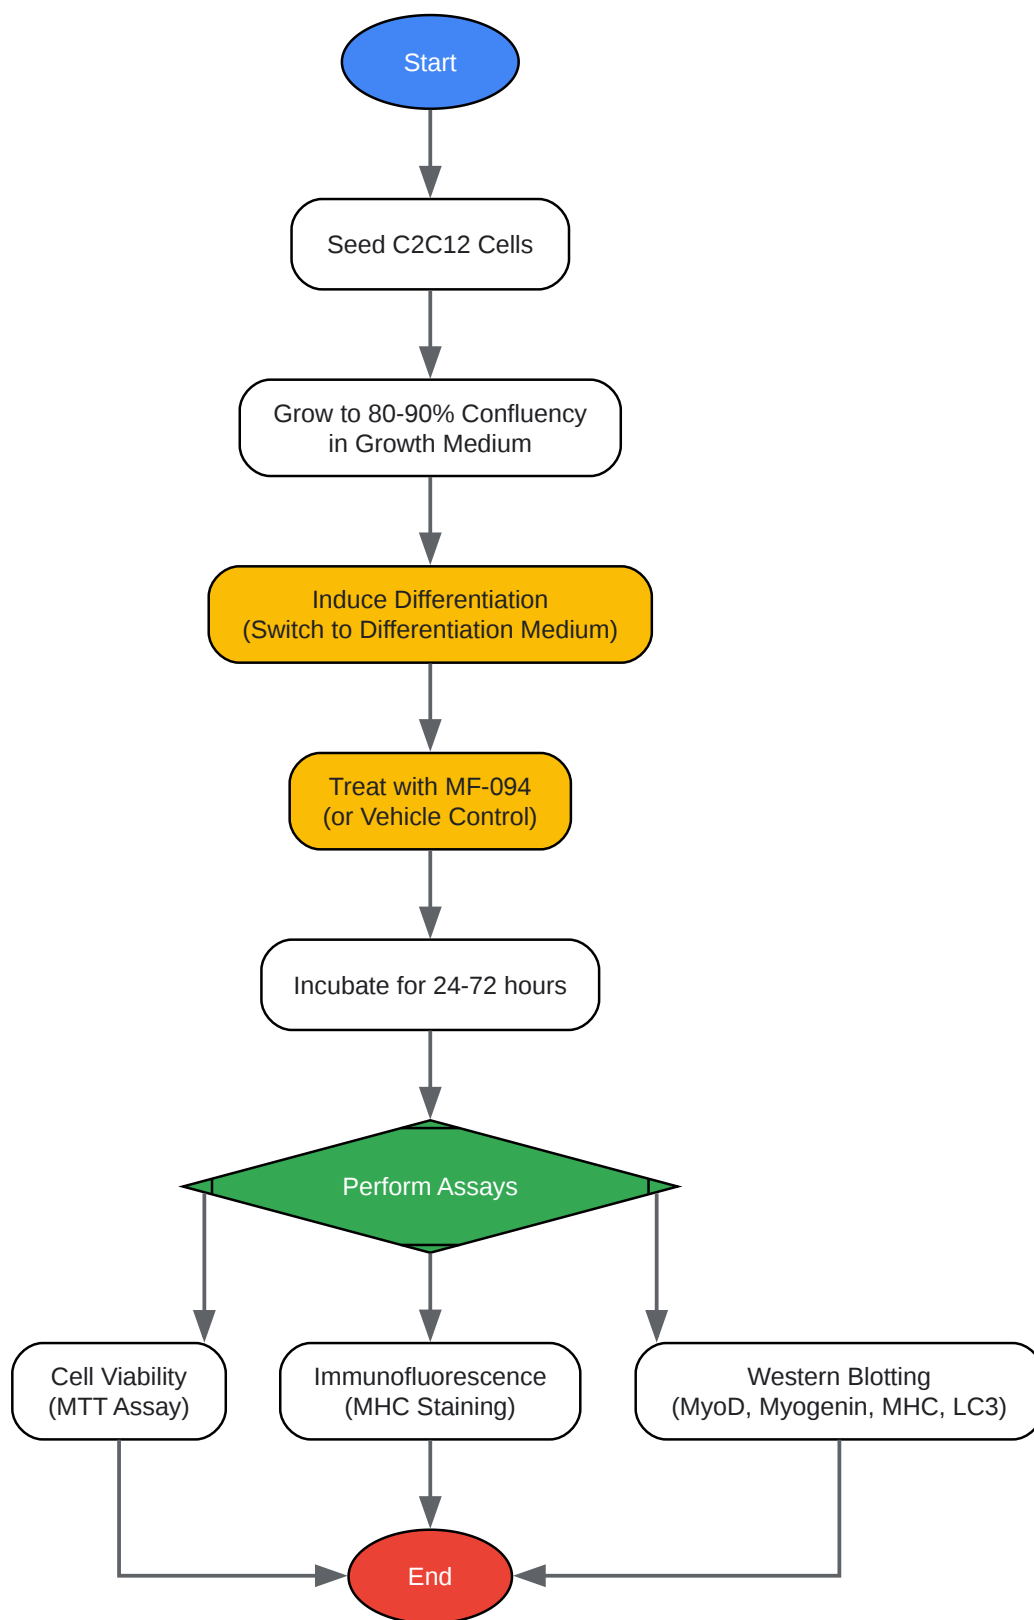 Start
Seed C2C12 Cells
Grow to 80-90% Confluency
in Growth Medium
Induce Differentiation
(Switch to Differentiation Medium)
Treat with MF-094
(or Vehicle Control)
Incubate for 24-72 hours
Perform Assays
Cell Viability
(MTT Assay)
Immunofluorescence
(MHC Staining)
Western Blotting
(MyoD, Myogenin, MHC, LC3)
End